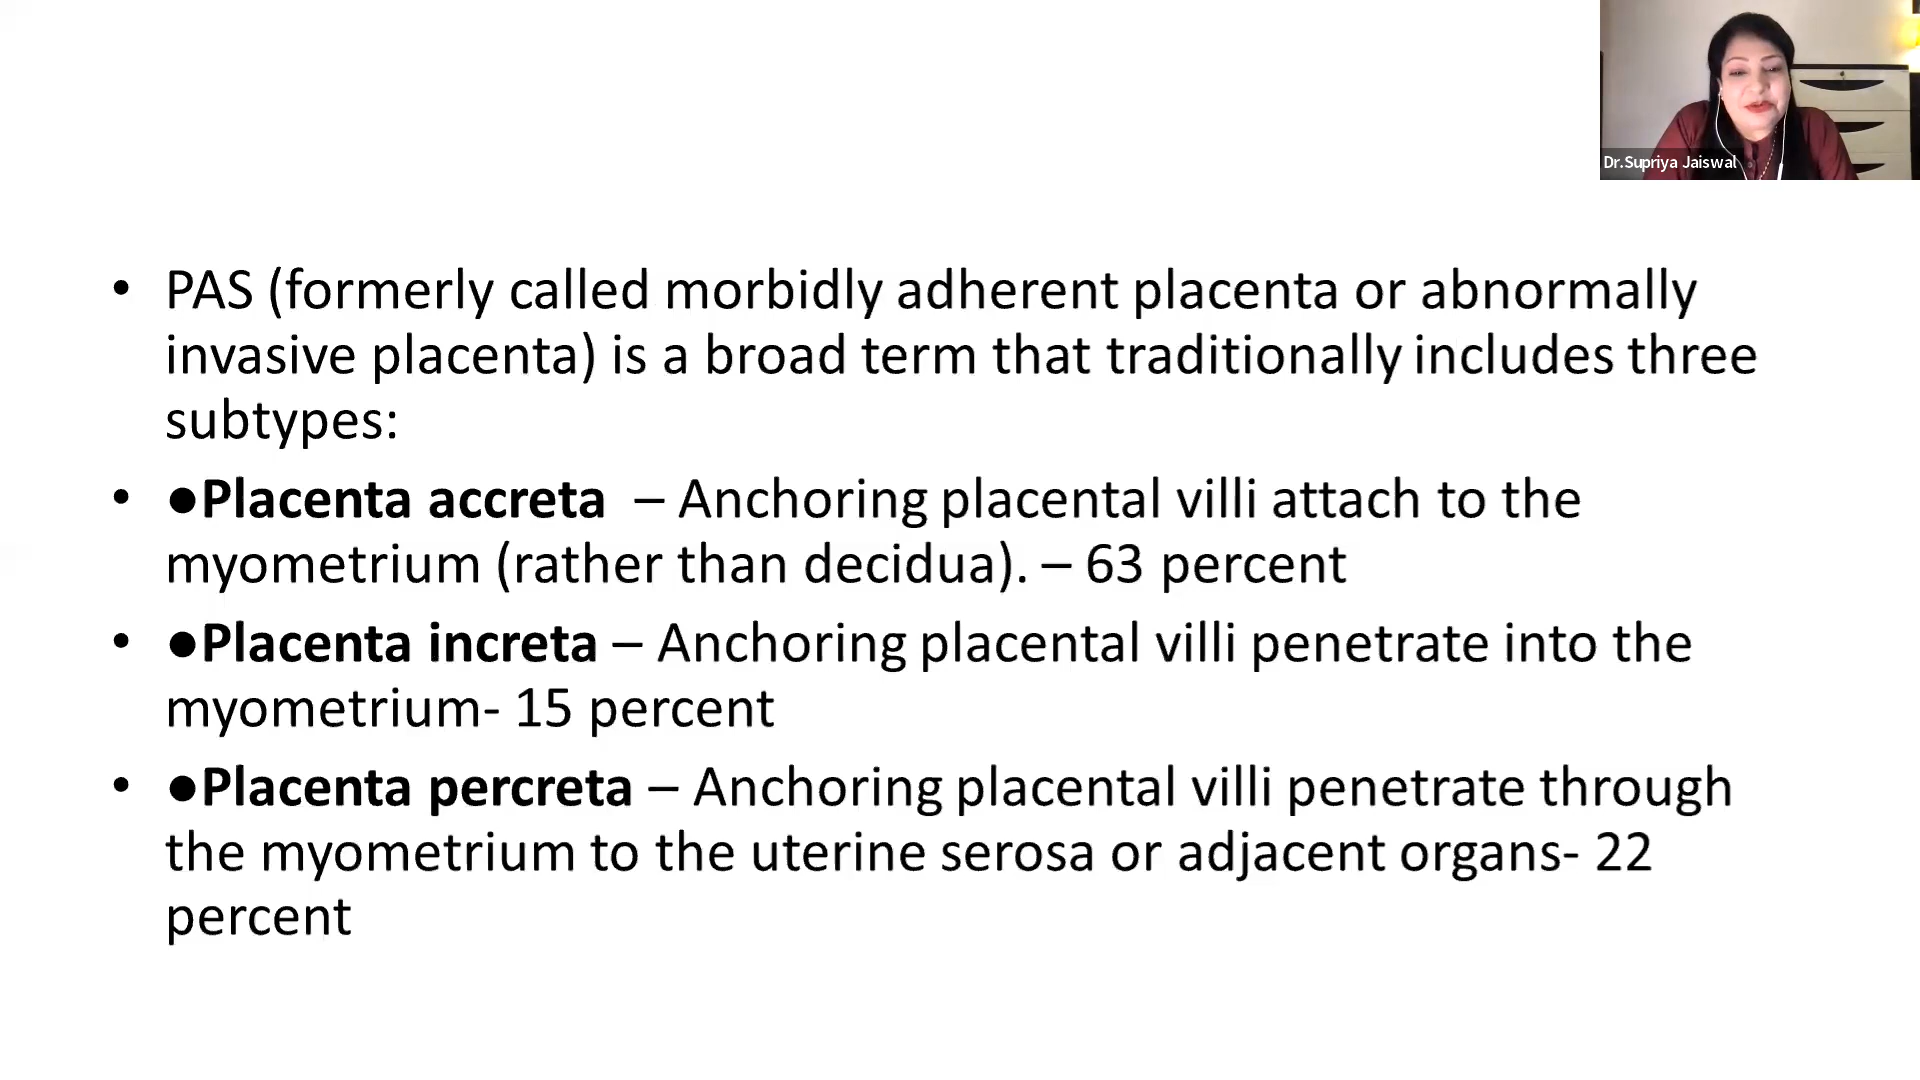 Dr.Supriya Jaiswal
• PAS (formerly called morbidly adherent placenta or abnormally
invasive placenta) is a broad term that traditionally includes three
subtypes:
• ●Placenta accreta – Anchoring placental villi attach to the
myometrium (rather than decidua). – 63 percent
• ●Placenta increta – Anchoring placental villi penetrate into the
myometrium- 15 percent
• ●Placenta percreta – Anchoring placental villi penetrate through
the myometrium to the uterine serosa or adjacent organs- 22
percent